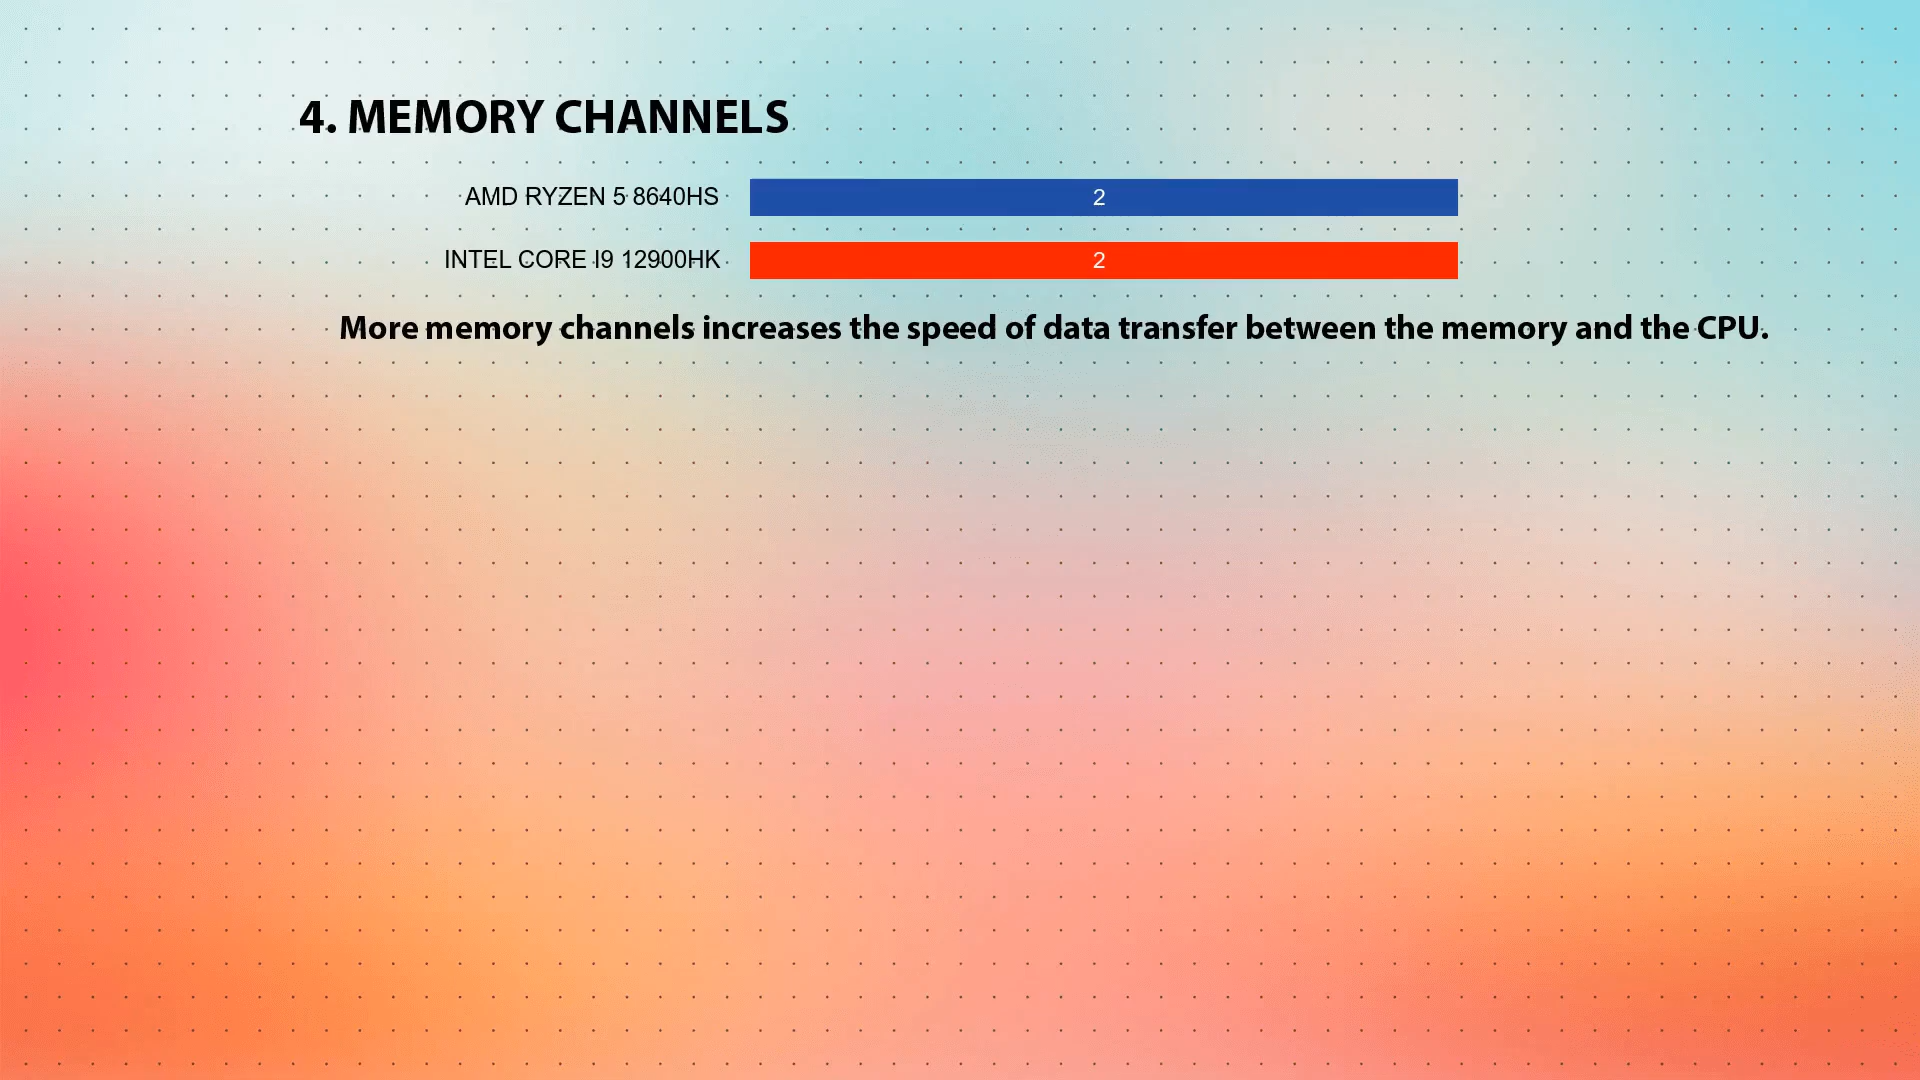 4. MEMORY CHANNELS
AMD RYZEN 5 8640HS 2
INTEL CORE I9 12900HK 2
More memory channels increases the speed of data transfer between the memory and the CPU.